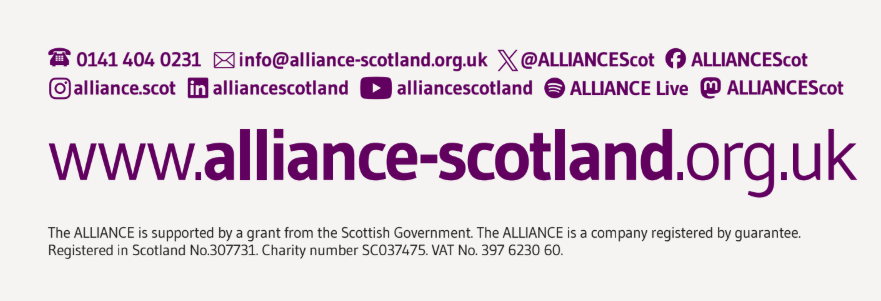 0141 404 0231 info@alliance-scotland.org.uk @ALLIANCEScot ALLIANCEScot
alliance.scot alliancescotland alliancescotland ALLIANCE Live ALLIANCEScot
www.alliance-scotland.org.uk
The ALLIANCE is supported by a grant from the Scottish Government. The ALLIANCE is a company registered by guarantee.
Registered in Scotland No.307731. Charity number SC037475. VAT No. 397 6230 60.